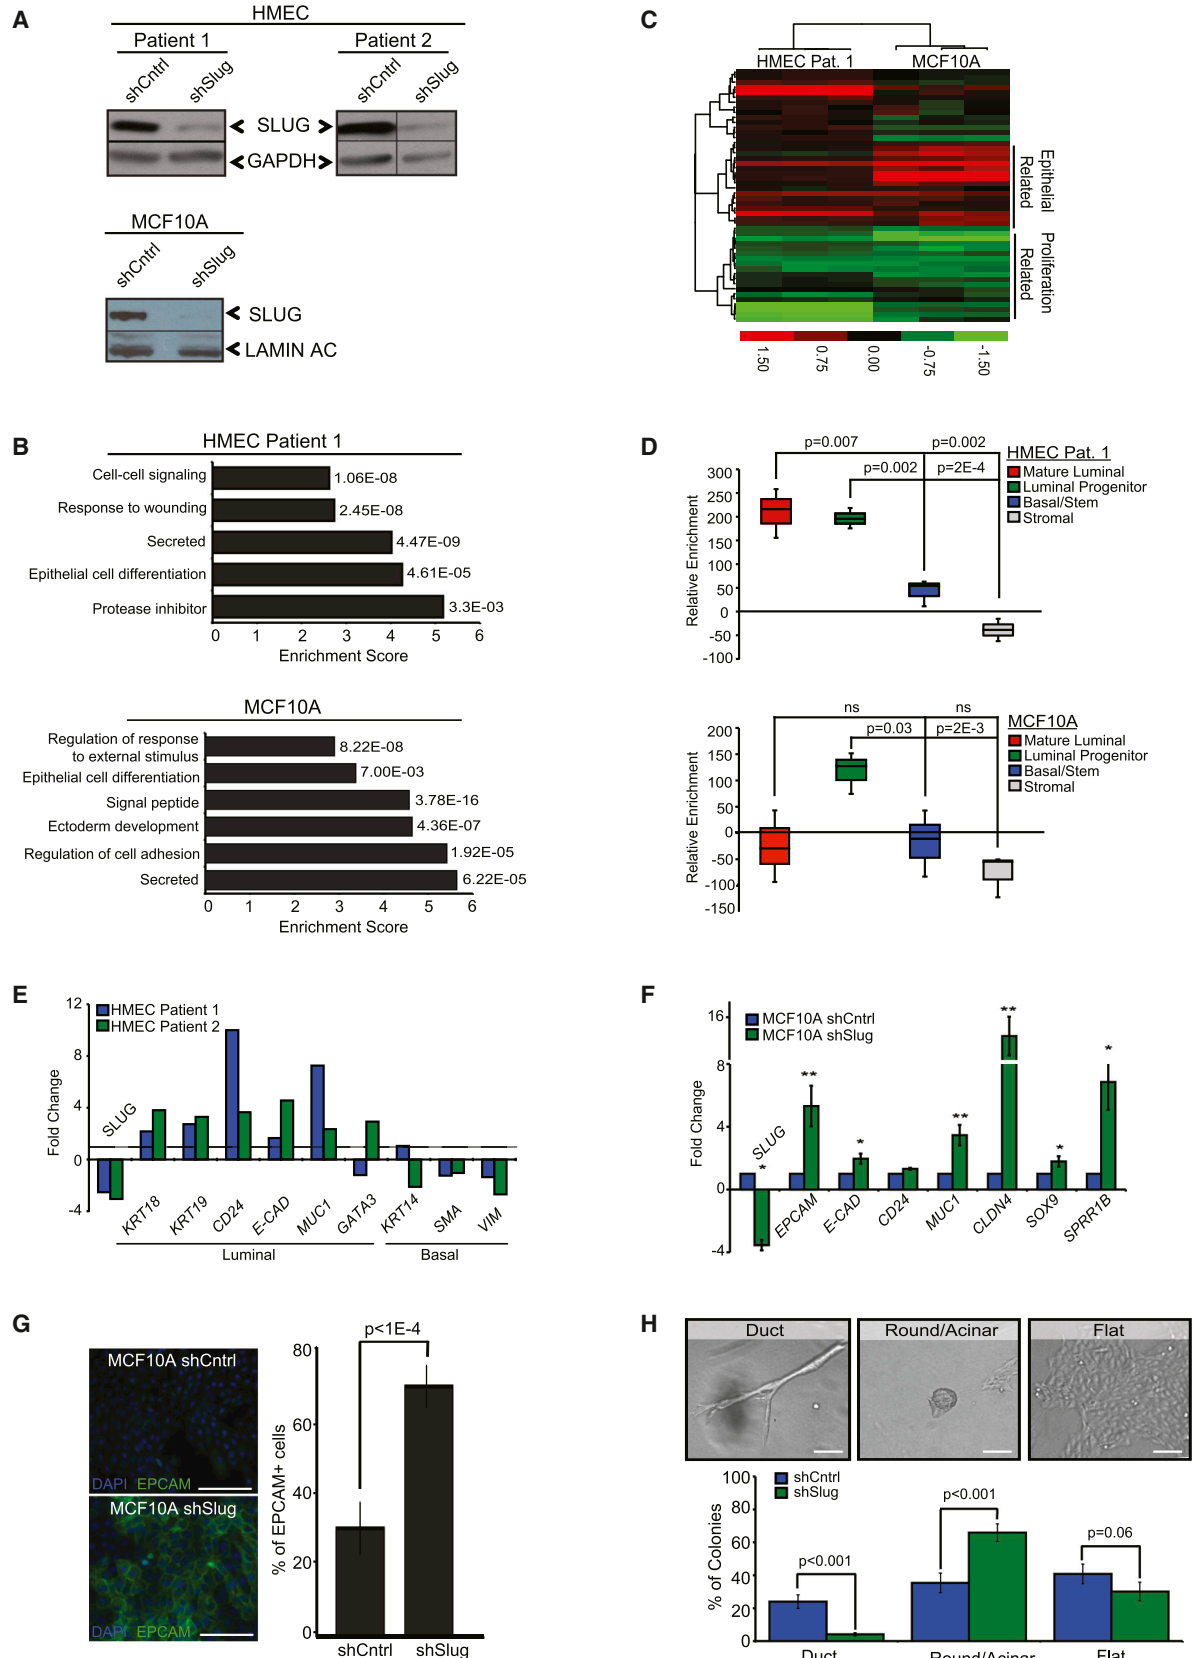 A
HMEC
Patient 1
Patient 2
shCntrl
shSlug
shCntrl
shSlug
SLUG
GAPDH
MCF10A
shCntrl
shSlug
SLUG
LAMIN AC
B
HMEC Patient 1
Cell-cell signaling
1.06E-08
Response to wounding
2.45E-08
Secreted
4.47E-09
Epithelial cell differentiation
4.61E-05
Protease inhibitor
3.3E-03
0 1 2 3 4 5 6
Enrichment Score
MCF10A
Regulation of response
to external stimulus
8.22E-08
Epithelial cell differentiation
7.00E-03
Signal peptide
3.78E-16
Ectoderm development
4.36E-07
Regulation of cell adhesion
1.92E-05
Secreted
6.22E-05
0 1 2 3 4 5 6
Enrichment Score
C
HMEC Pat. 1
MCF10A
Epithelial
Related
Proliferation
Related
1.50
0.75
0.00
-0.75
-1.50
D
p=0.007
p=0.002
p=0.002
p=2E-4
HMEC Pat. 1
Mature Luminal
Luminal Progenitor
Basal/Stem
Stromal
Relative Enrichment
300
250
200
150
100
50
0
-50
-100
ns
ns
p=0.03
p=2E-3
MCF10A
Mature Luminal
Luminal Progenitor
Basal/Stem
Stromal
Relative Enrichment
200
150
100
50
0
-50
-100
-150
E
HMEC Patient 1
HMEC Patient 2
Fold Change
12
8
4
0
-4
SLUG
KRT18
KRT19
CD24
E-CAD
MUC1
GATA3
KRT14
SMA
VIM
Luminal
Basal
F
MCF10A shCntrl
MCF10A shSlug
Fold Change
16
8
4
0
-4
SLUG
*
**
*
**
**
*
*
EPCAM
E-CAD
CD24
MUC1
CLDN4
SOX9
SPRR1B
G
MCF10A shCntrl
DAPI EPCAM
MCF10A shSlug
DAPI EPCAM
p<1E-4
% of EPCAM+ cells
80
60
40
20
0
shCntrl
shSlug
H
Duct
Round/Acinar
Flat
shCntrl
shSlug
% of Colonies
100
80
60
40
20
0
p<0.001
p<0.001
p=0.06
Duct
Round/Acinar
Flat